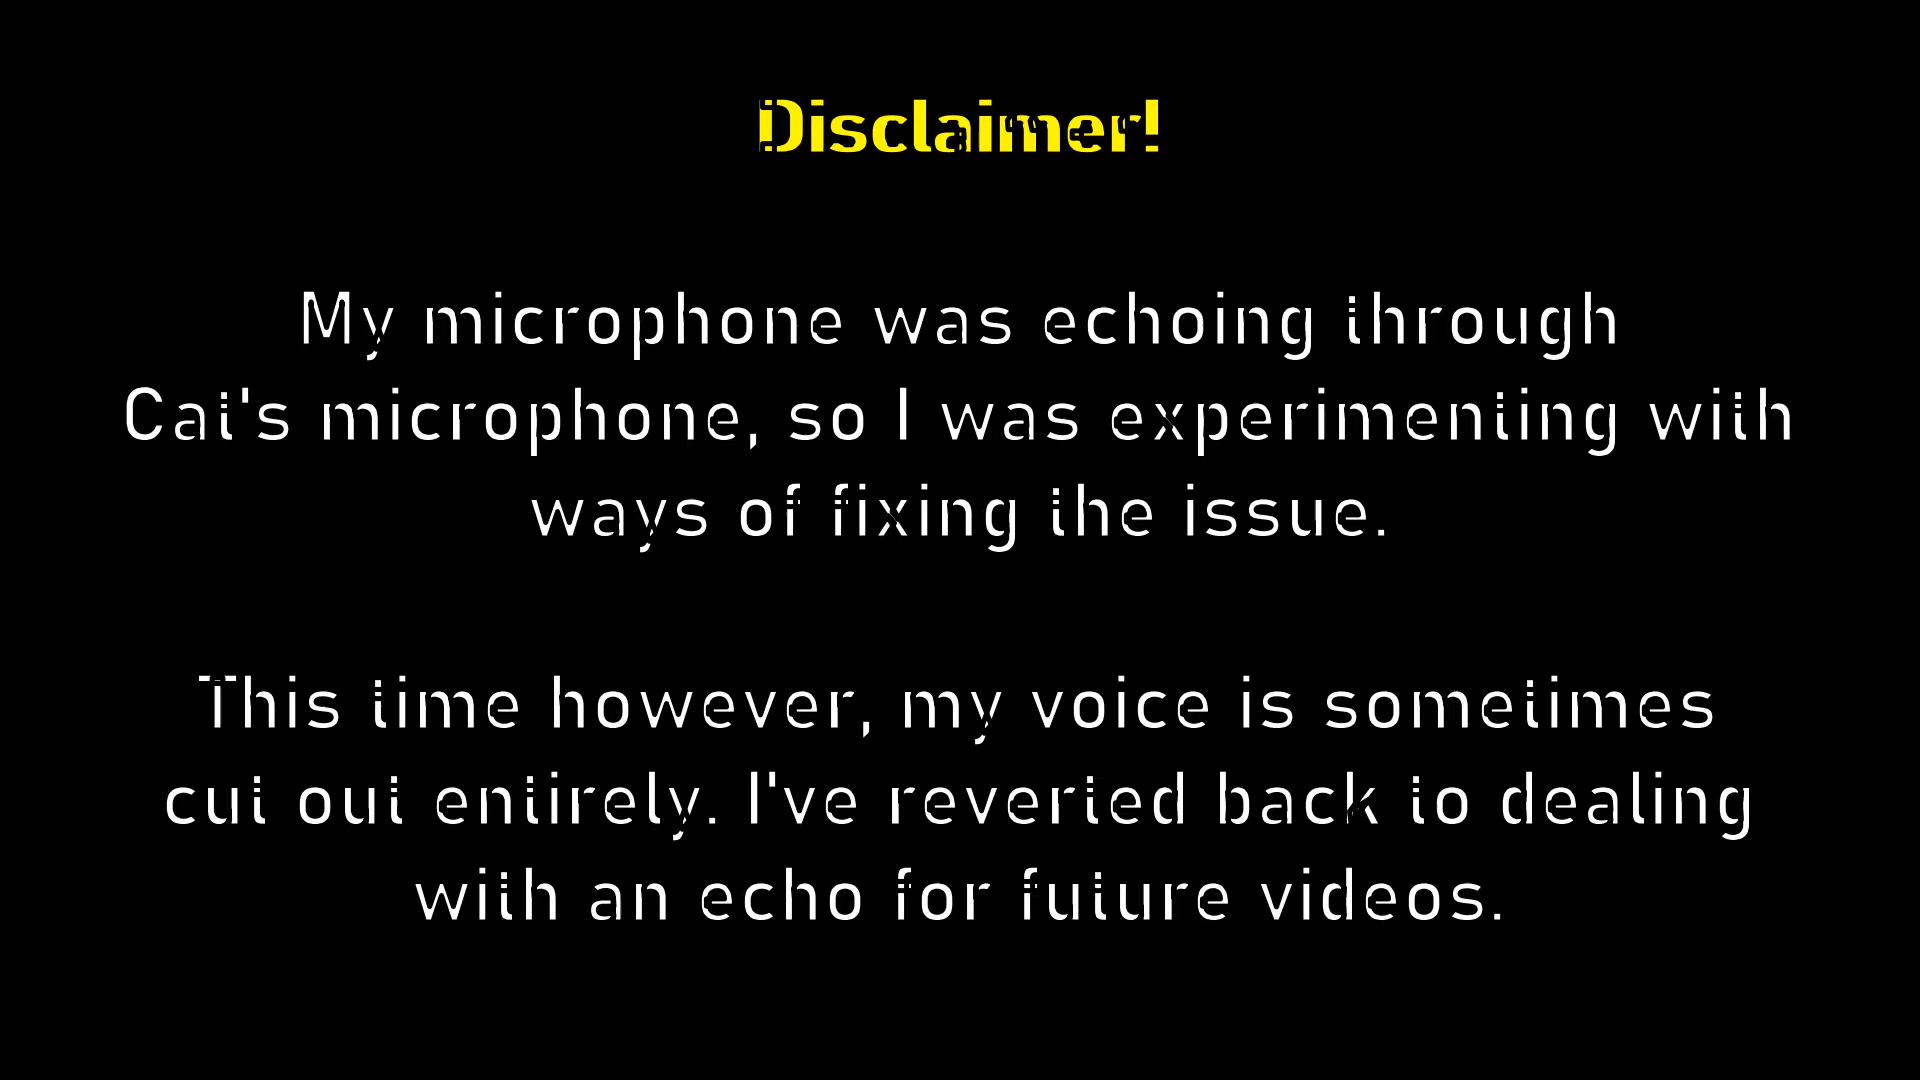 Disclaimer!
My microphone was echoing through
Cat's microphone, so I was experimenting with
ways of fixing the issue.
This time however, my voice is sometimes
cut out entirely. I've reverted back to dealing
with an echo for future videos.